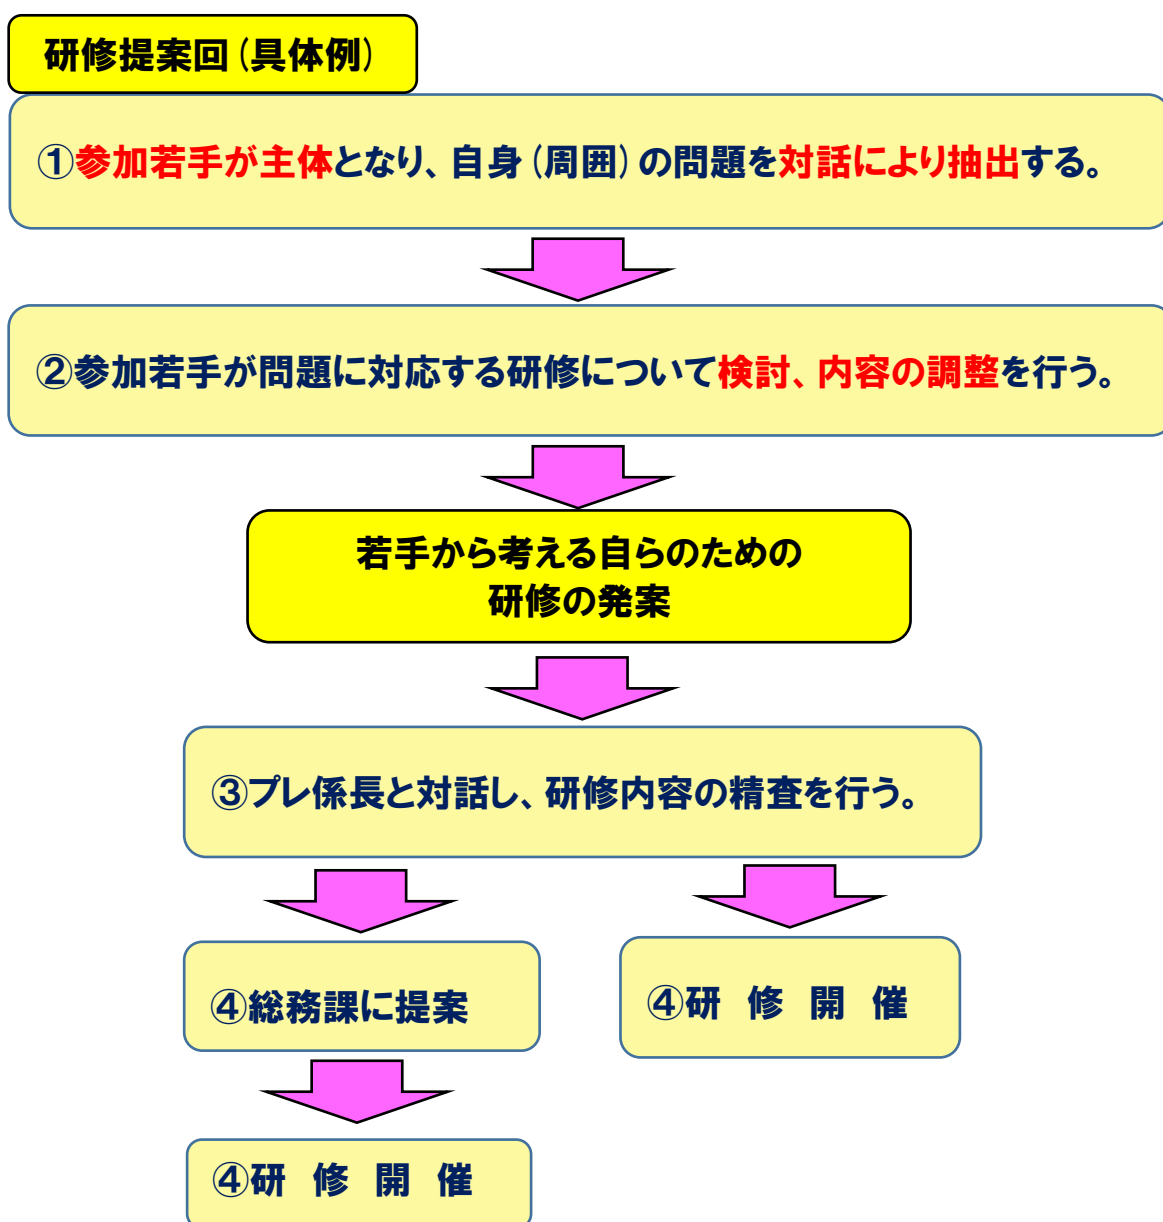 研修提案回（具体例）
①参加若手が主体となり、自身（周囲）の問題を対話により抽出する。
②参加若手が問題に対応する研修について検討、内容の調整を行う。
若手から考える自らのための
研修の発案
③プレ係長と対話し、研修内容の精査を行う。
④総務課に提案
④研　修　開　催
④研　修　開　催